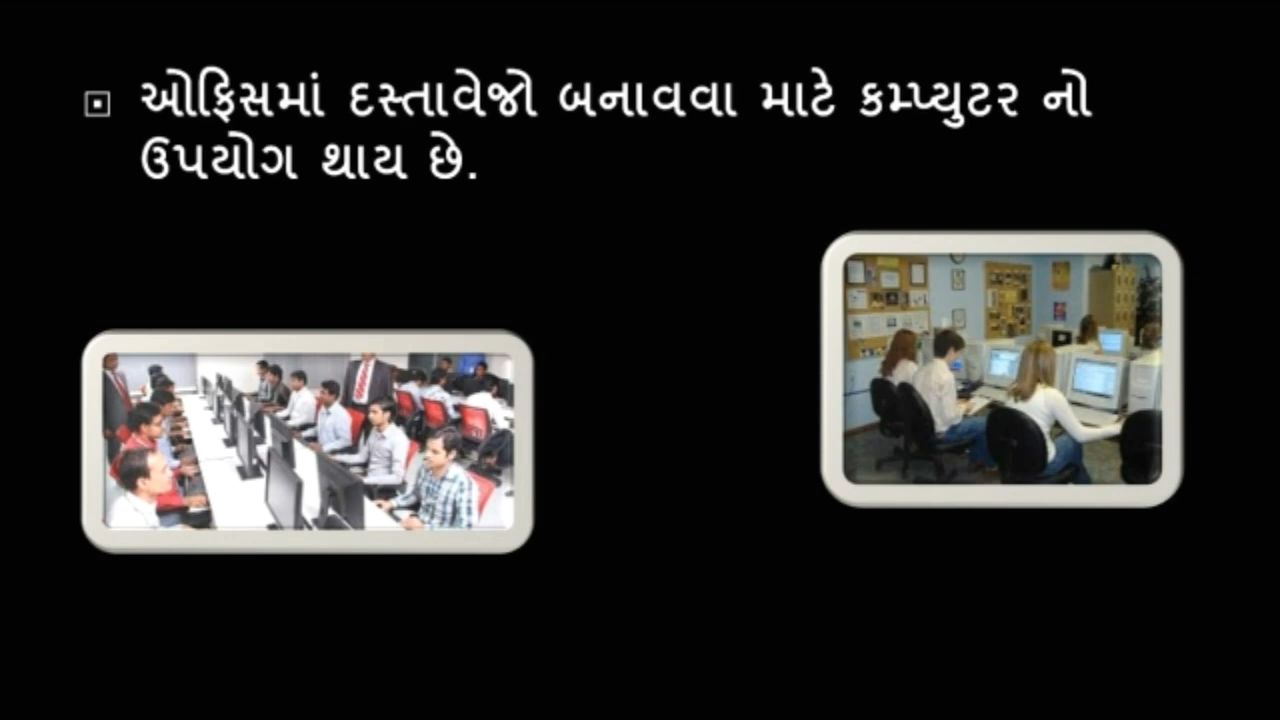 ઓફિસમાં દસ્તાવેજો બનાવવા માટે કમ્પ્યુટર નો
ઉપયોગ થાય છે.